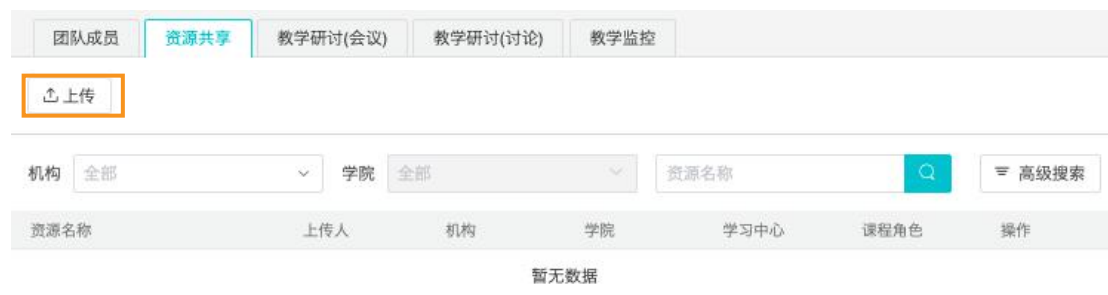 团队成员 资源共享 教学研讨(会议) 教学研讨(讨论) 教学监控
上传
机构 全部 学院 全部 资源名称 高级搜索
资源名称 上传人 机构 学院 学习中心 课程角色 操作
暂无数据